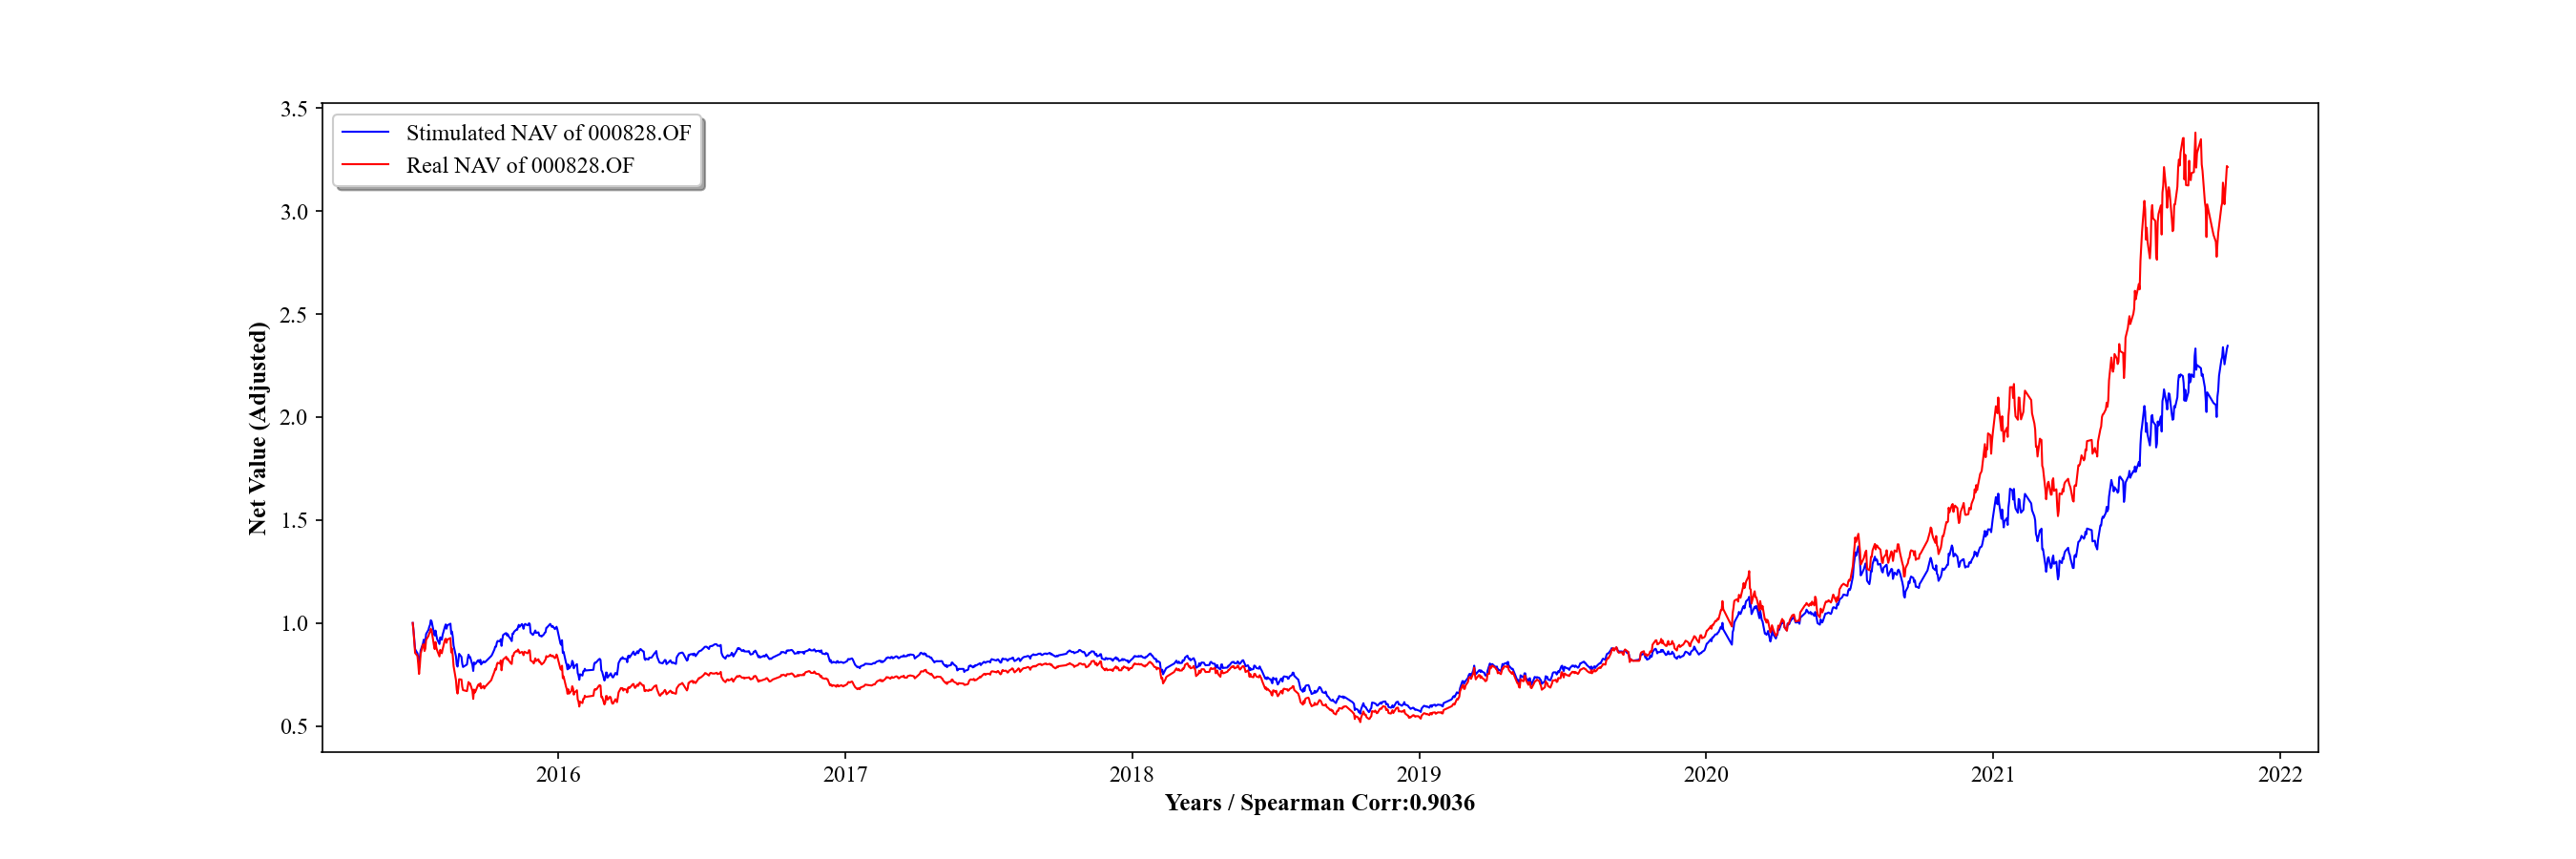 3.5
3.0
2.5
2.0
1.5
1.0
0.5
Net Value (Adjusted)
Stimulated NAV of 000828.OF
Real NAV of 000828.OF
2016 2017 2018 2019 2020 2021 2022
Years / Spearman Corr:0.9036